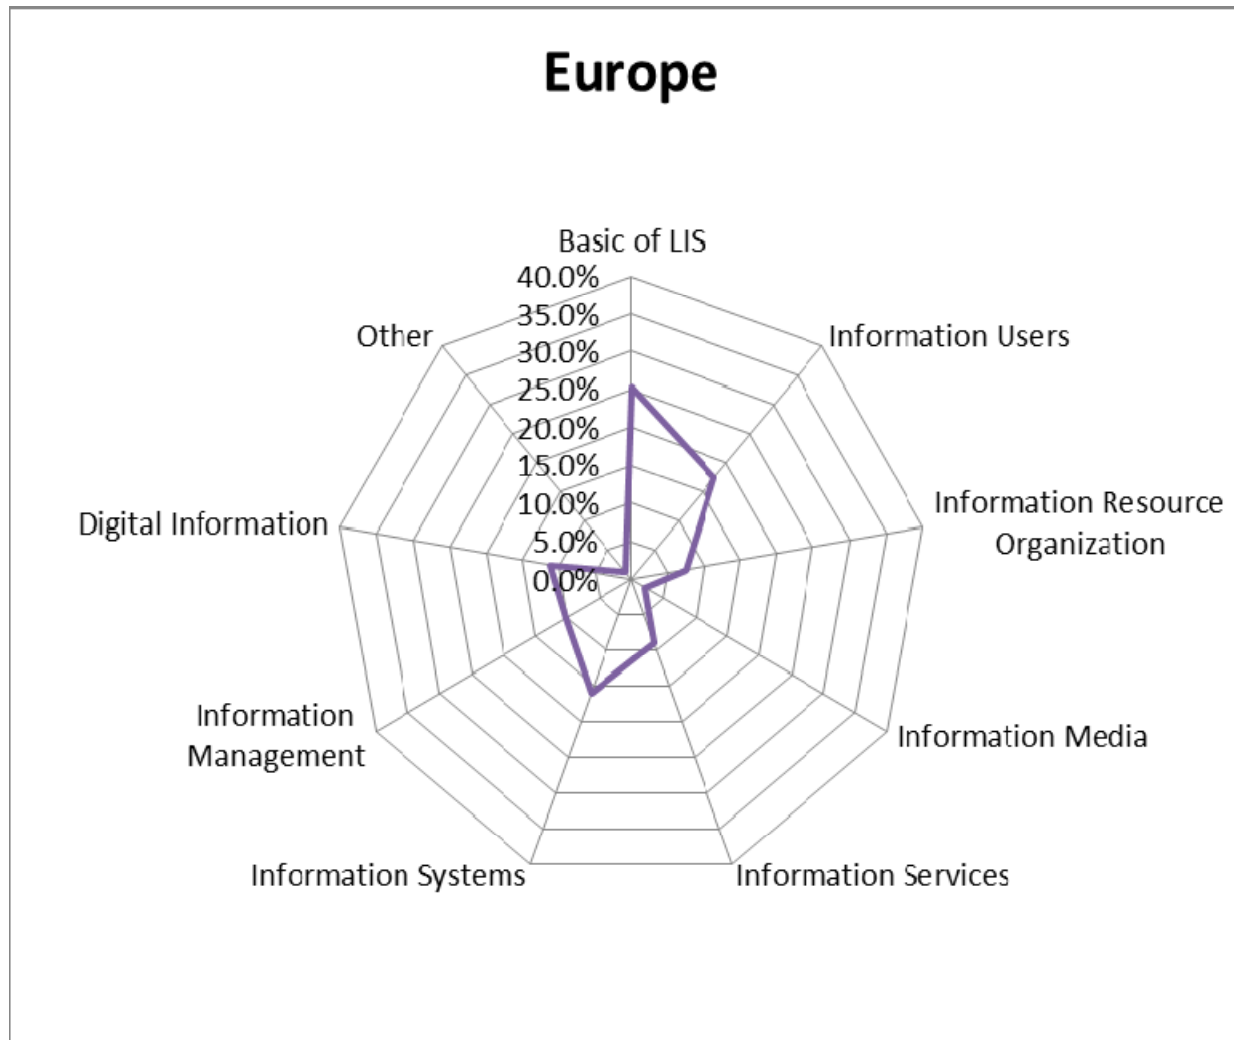 Europe
Basic of LIS
40.0%
35.0%
30.0%
25.0%
20.0%
15.0%
10.0%
5.0%
0.0%
Information Users
Information Resource
Organization
Information Media
Information Services
Information Systems
Information
Management
Digital Information
Other